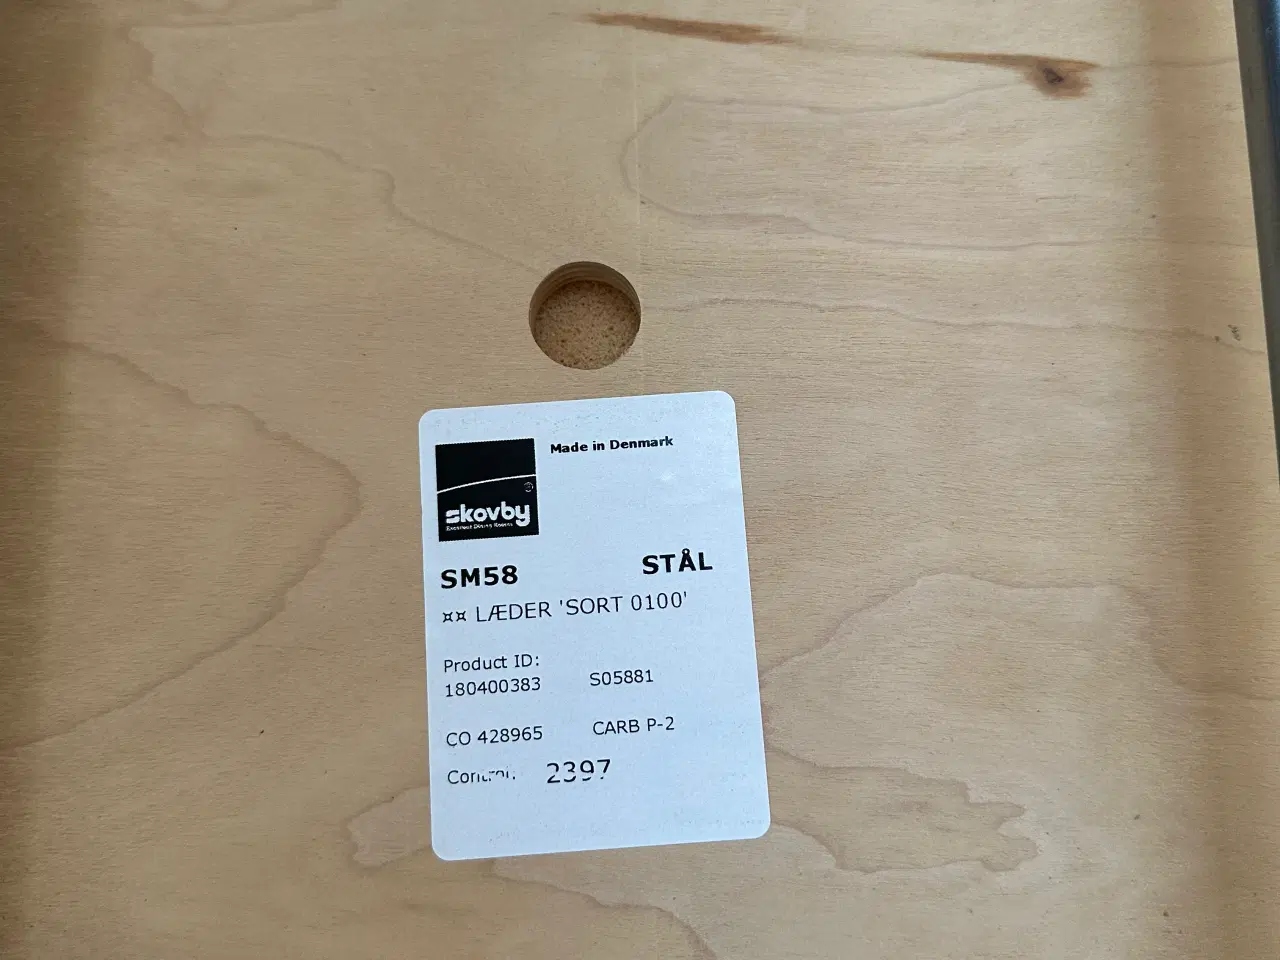 Made in Denmark
skovby
SM58 STÅL
¤¤ LÆDER 'SORT 0100'
Product ID:
180400383 S05881
CO 428965 CARB P-2
2397